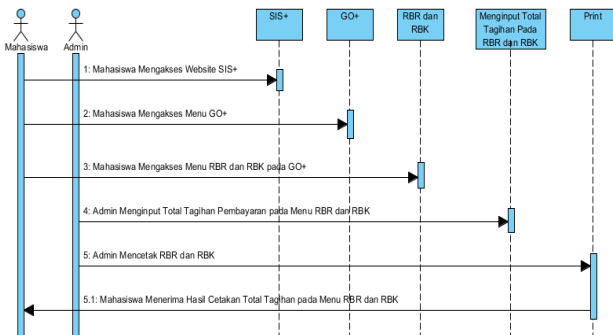 SIS+
GO+
RBR dan
RBK
Menginput Total
Tagihan Pada
RBR dan RBK
Print
Mahasiswa
Admin
1: Mahasiswa Mengakses Website SIS+
2: Mahasiswa Mengakses Menu GO+
3: Mahasiswa Mengakses Menu RBR dan RBK pada GO+
4: Admin Menginput Total Tagihan Pembayaran pada Menu RBR dan RBK
5: Admin Mencetak RBR dan RBK
5.1: Mahasiswa Menerima Hasil Cetakan Total Tagihan pada Menu RBR dan RBK